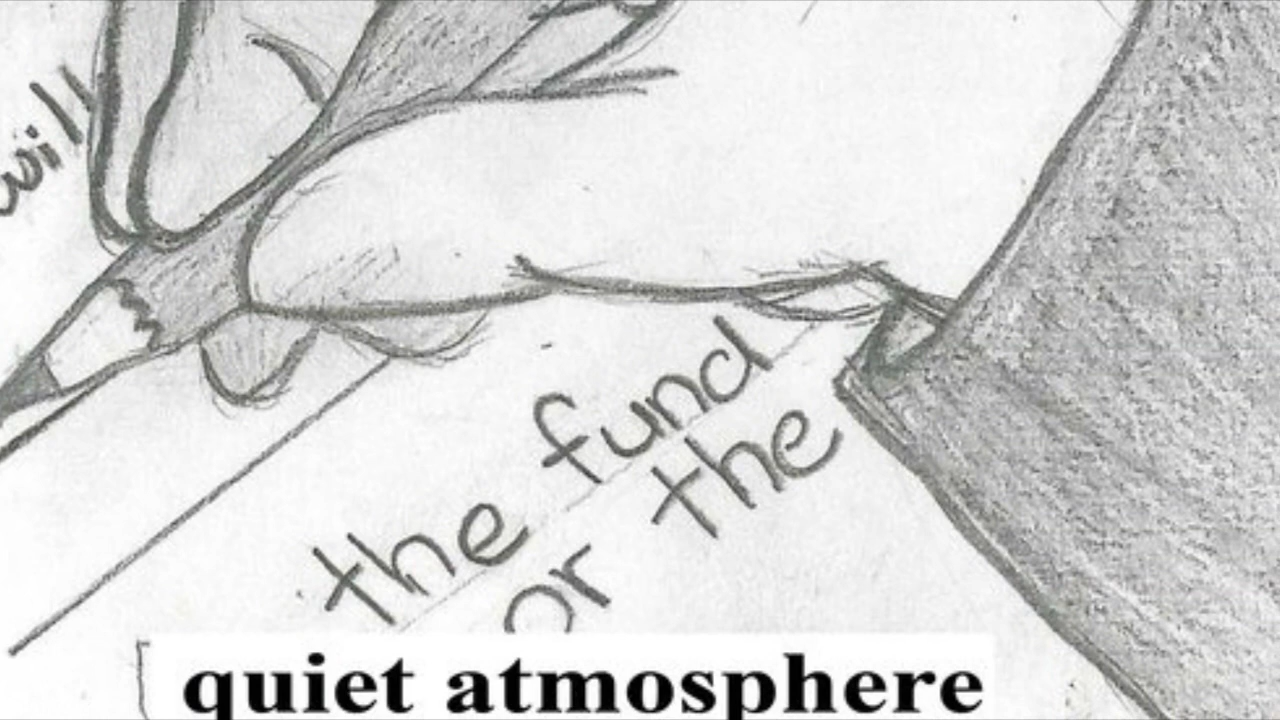 will
the fund
or the
quiet atmosphere